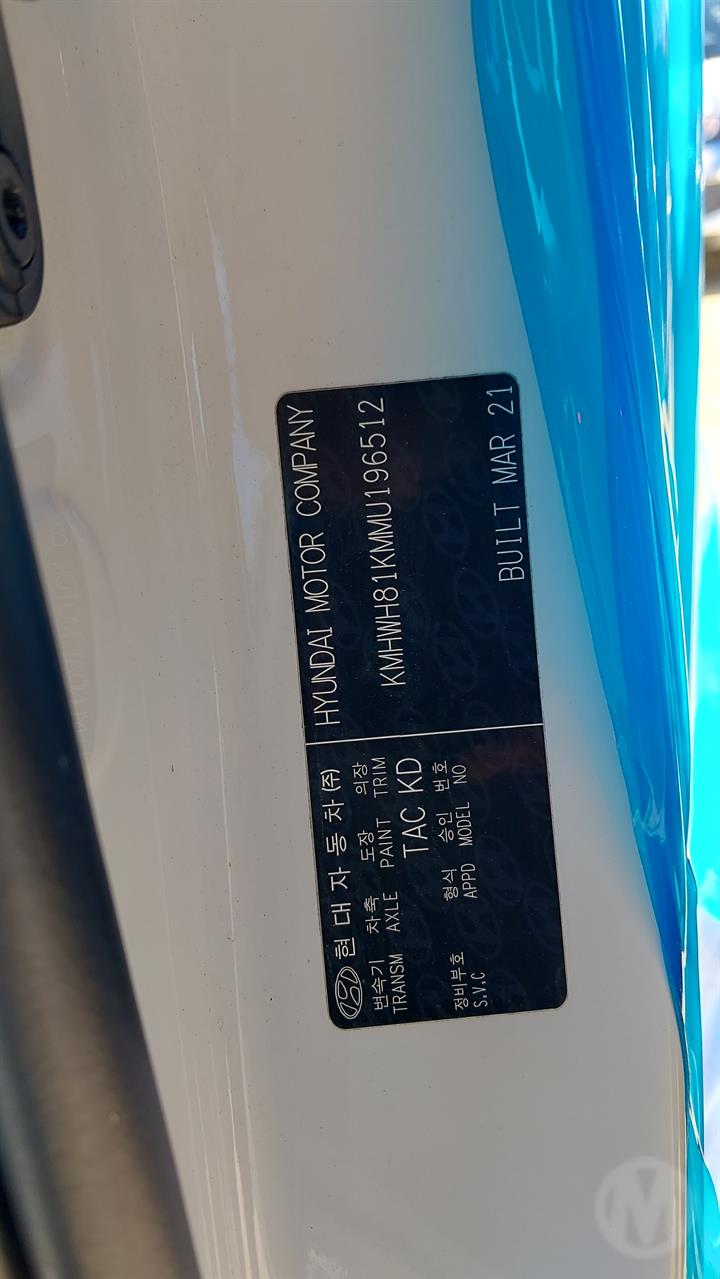 현대자동차(주) HYUNDAI MOTOR COMPANY
변속기 차축 도장 의장
TRANSM AXLE PAINT TRIM
KMHWH81KMMU196512
TAC KD
형식 승인 번호
APPD MODEL NO
정비부호
S.V.C
BUILT MAR 21
M